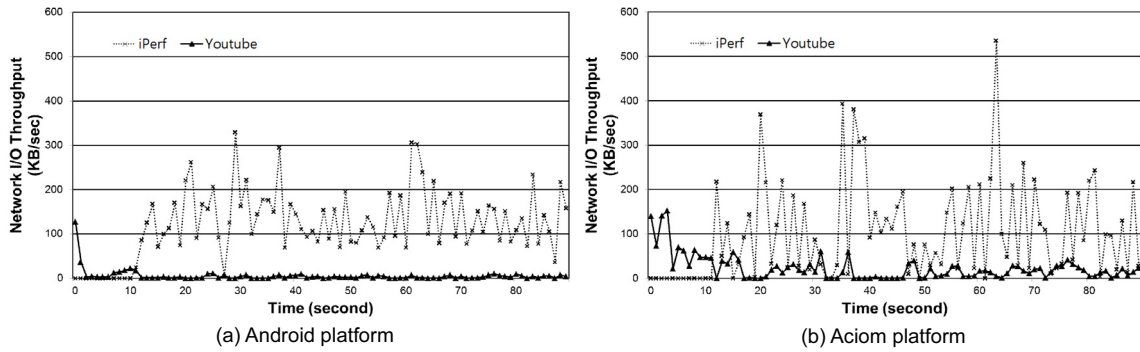 Network I/O Throughput
(KB/sec)
600
500
400
300
200
100
0
iPerf
Youtube
0
10
20
30
40
50
60
70
80
Time (second)
(a) Android platform
Network I/O Throughput
(KB/sec)
600
500
400
300
200
100
0
iPerf
Youtube
0
10
20
30
40
50
60
70
80
Time (second)
(b) Aciom platform